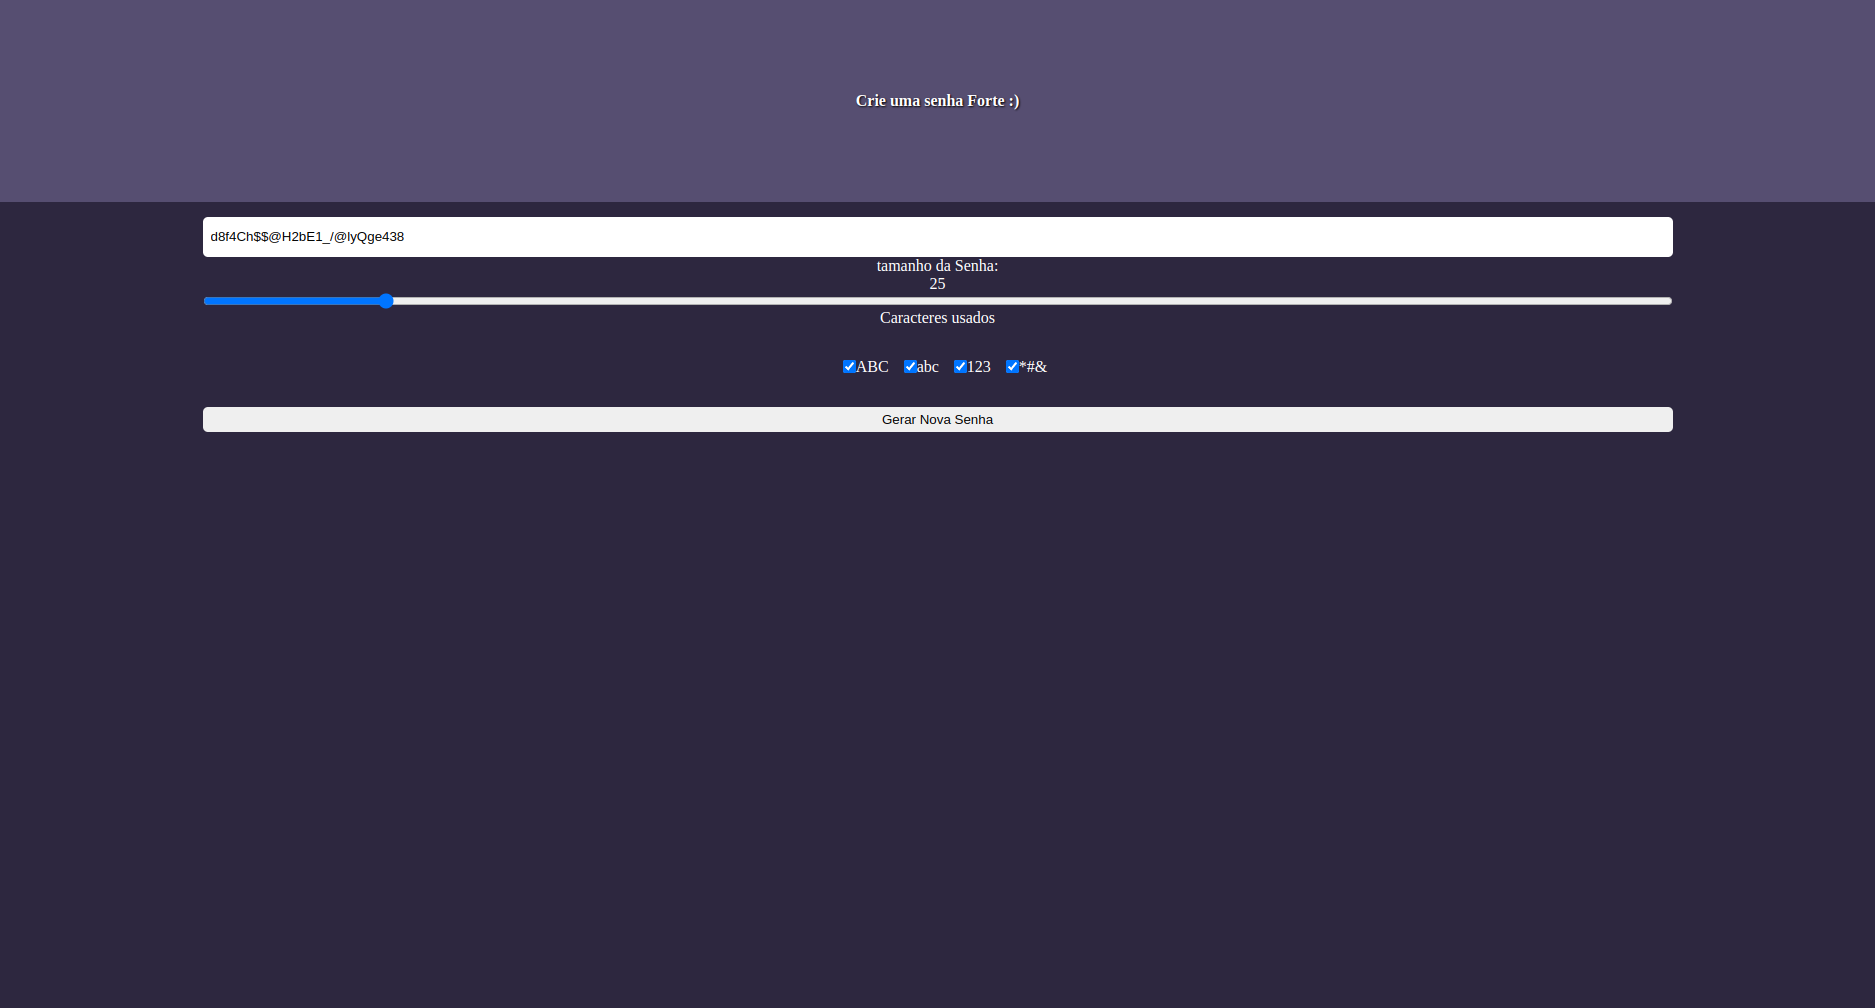 Crie uma senha Forte :)
d8f4Ch$$@H2bE1_/@lyQge438
tamanho da Senha:
25
Caracteres usados
ABC abc 123 *#&
Gerar Nova Senha